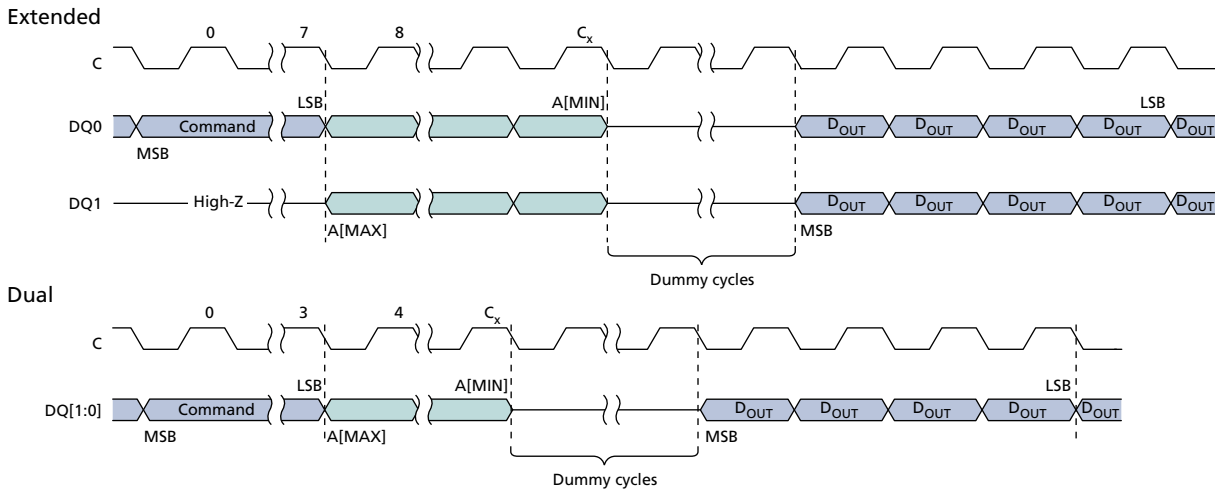 Extended
0 7 8 Cx
C
LSB A[MIN] LSB
DQ0 Command DOUT DOUT DOUT DOUT DOUT
MSB
DQ1 High-Z DOUT DOUT DOUT DOUT DOUT
A[MAX] MSB
Dummy cycles
Dual
0 3 4 Cx
C
LSB A[MIN] LSB
DQ[1:0] Command DOUT DOUT DOUT DOUT DOUT
MSB A[MAX] MSB
Dummy cycles